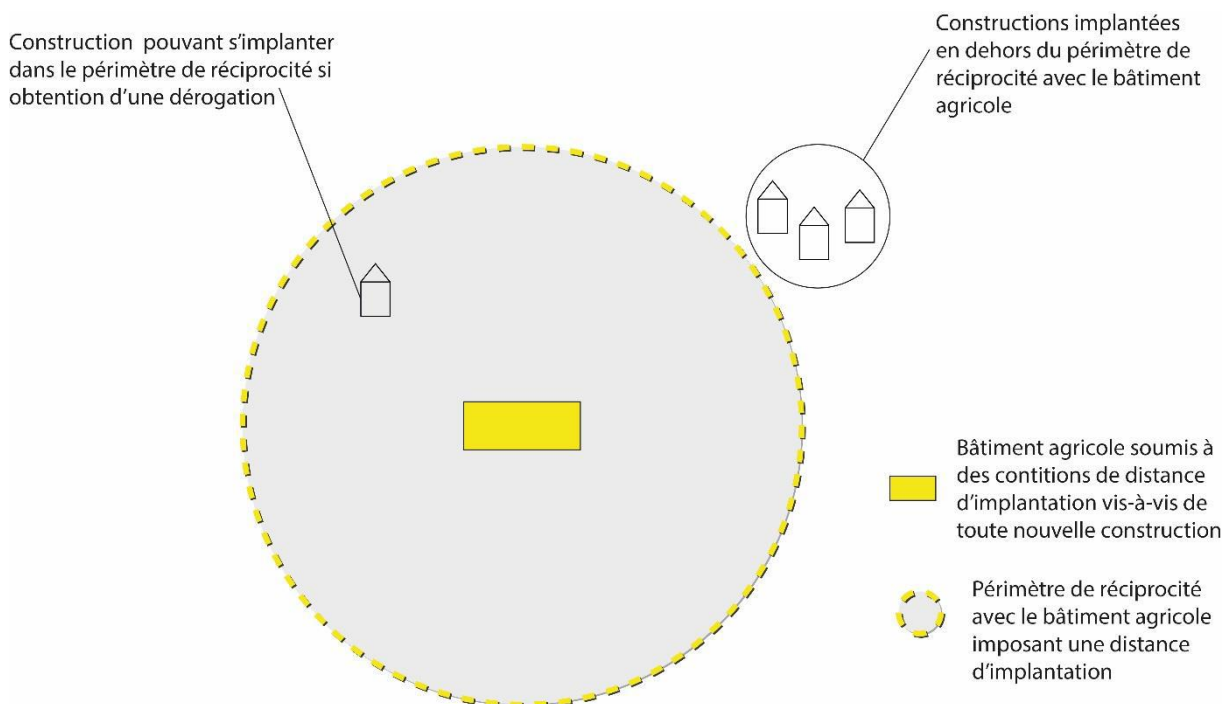 Construction pouvant s'implanter
dans le périmètre de réciprocité si
obtention d'une dérogation
Constructions implantées
en dehors du périmètre de
réciprocité avec le bâtiment
agricole
Bâtiment agricole soumis à
des contitions de distance
d'implantation vis-à-vis de
toute nouvelle construction
Périmètre de réciprocité
avec le bâtiment agricole
imposant une distance
d'implantation